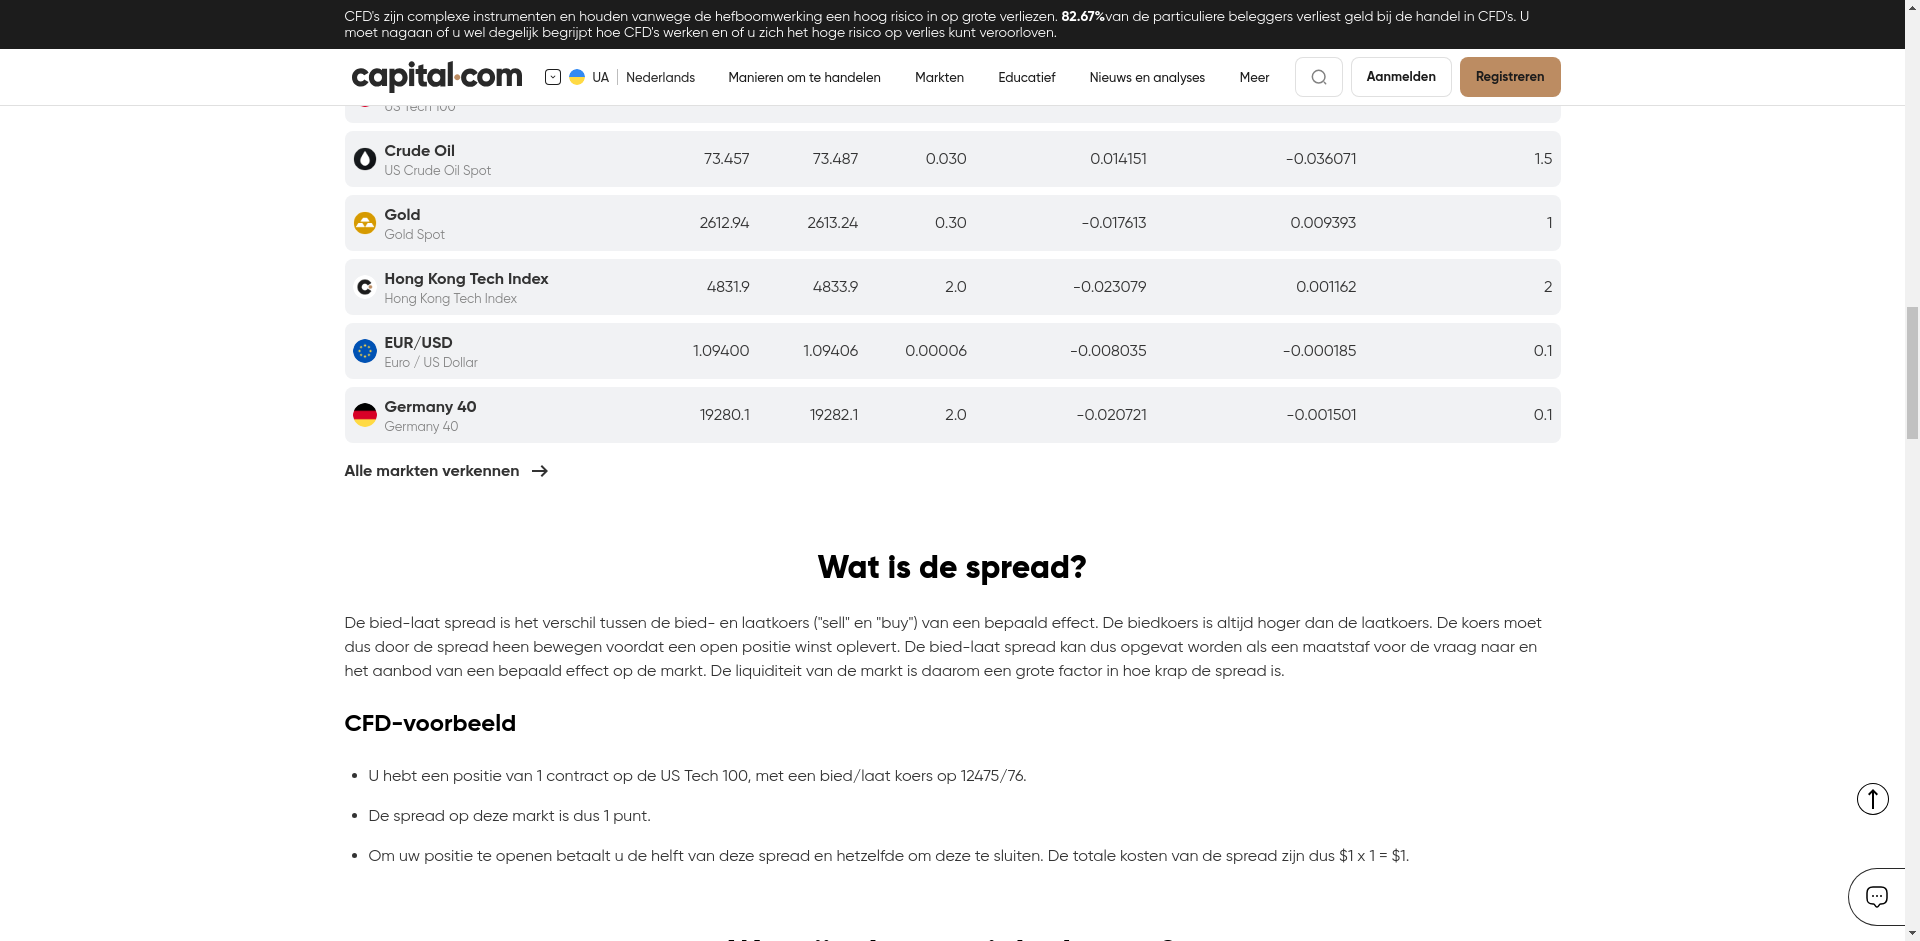 CFD's zijn complexe instrumenten en houden vanwege de hefboomwerking een hoog risico in op grote verliezen. 82.67%van de particuliere beleggers verliest geld bij de handel in CFD's. U
moet nagaan of u wel degelijk begrijpt hoe CFD's werken en of u zich het hoge risico op verlies kunt veroorloven.
capital.com UA Nederlands Manieren om te handelen Markten Educatief Nieuws en analyses Meer Aanmelden Registreren
US Tech 100
Crude Oil
US Crude Oil Spot
73.457 73.487 0.030 0.014151 -0.036071 1.5
Gold
Gold Spot
2612.94 2613.24 0.30 -0.017613 0.009393 1
Hong Kong Tech Index
Hong Kong Tech Index
4831.9 4833.9 2.0 -0.023079 0.001162 2
EUR/USD
Euro / US Dollar
1.09400 1.09406 0.00006 -0.008035 -0.000185 0.1
Germany 40
Germany 40
19280.1 19282.1 2.0 -0.020721 -0.001501 0.1
Alle markten verkennen
Wat is de spread?
De bied-laat spread is het verschil tussen de bied- en laatkoers ("sell" en "buy") van een bepaald effect. De biedkoers is altijd hoger dan de laatkoers. De koers moet
dus door de spread heen bewegen voordat een open positie winst oplevert. De bied-laat spread kan dus opgevat worden als een maatstaf voor de vraag naar en
het aanbod van een bepaald effect op de markt. De liquiditeit van de markt is daarom een grote factor in hoe krap de spread is.
CFD-voorbeeld
U hebt een positie van 1 contract op de US Tech 100, met een bied/laat koers op 12475/76.
De spread op deze markt is dus 1 punt.
Om uw positie te openen betaalt u de helft van deze spread en hetzelfde om deze te sluiten. De totale kosten van de spread zijn dus $1 x 1 = $1.